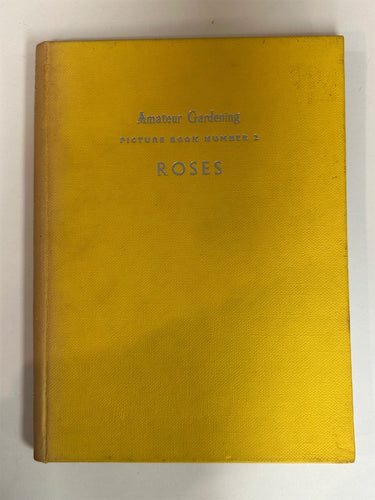 Amateur Gardening
PICTURE BOOK NUMBER 2
ROSES